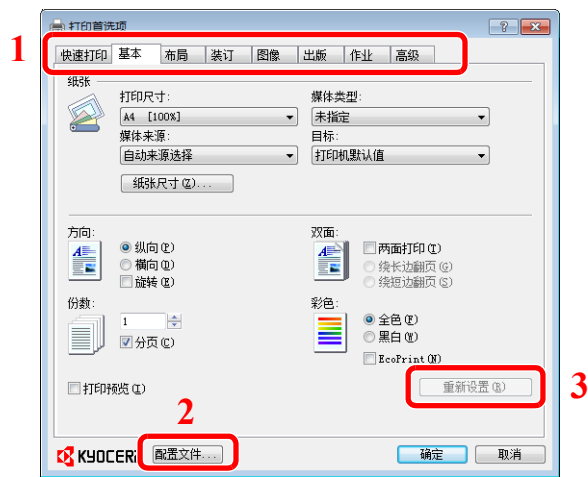 打印首选项
1
快速打印 基本 布局 装订 图像 出版 作业 高级
纸张
打印尺寸: 媒体类型:
A4 [100%] 未指定
媒体来源: 目标:
自动来源选择 打印机默认值
纸张尺寸(Z)...
方向: 双面:
纵向(P) 两面打印(T)
横向(D) 绕长边翻页(G)
旋转(E) 绕短边翻页(S)
份数: 彩色:
1 全色(F)
分页(C) 黑白(W)
EcoPrint(N)
打印预览(I) 重新设置(R) 3
2
KYOCERA 配置文件... 确定 取消